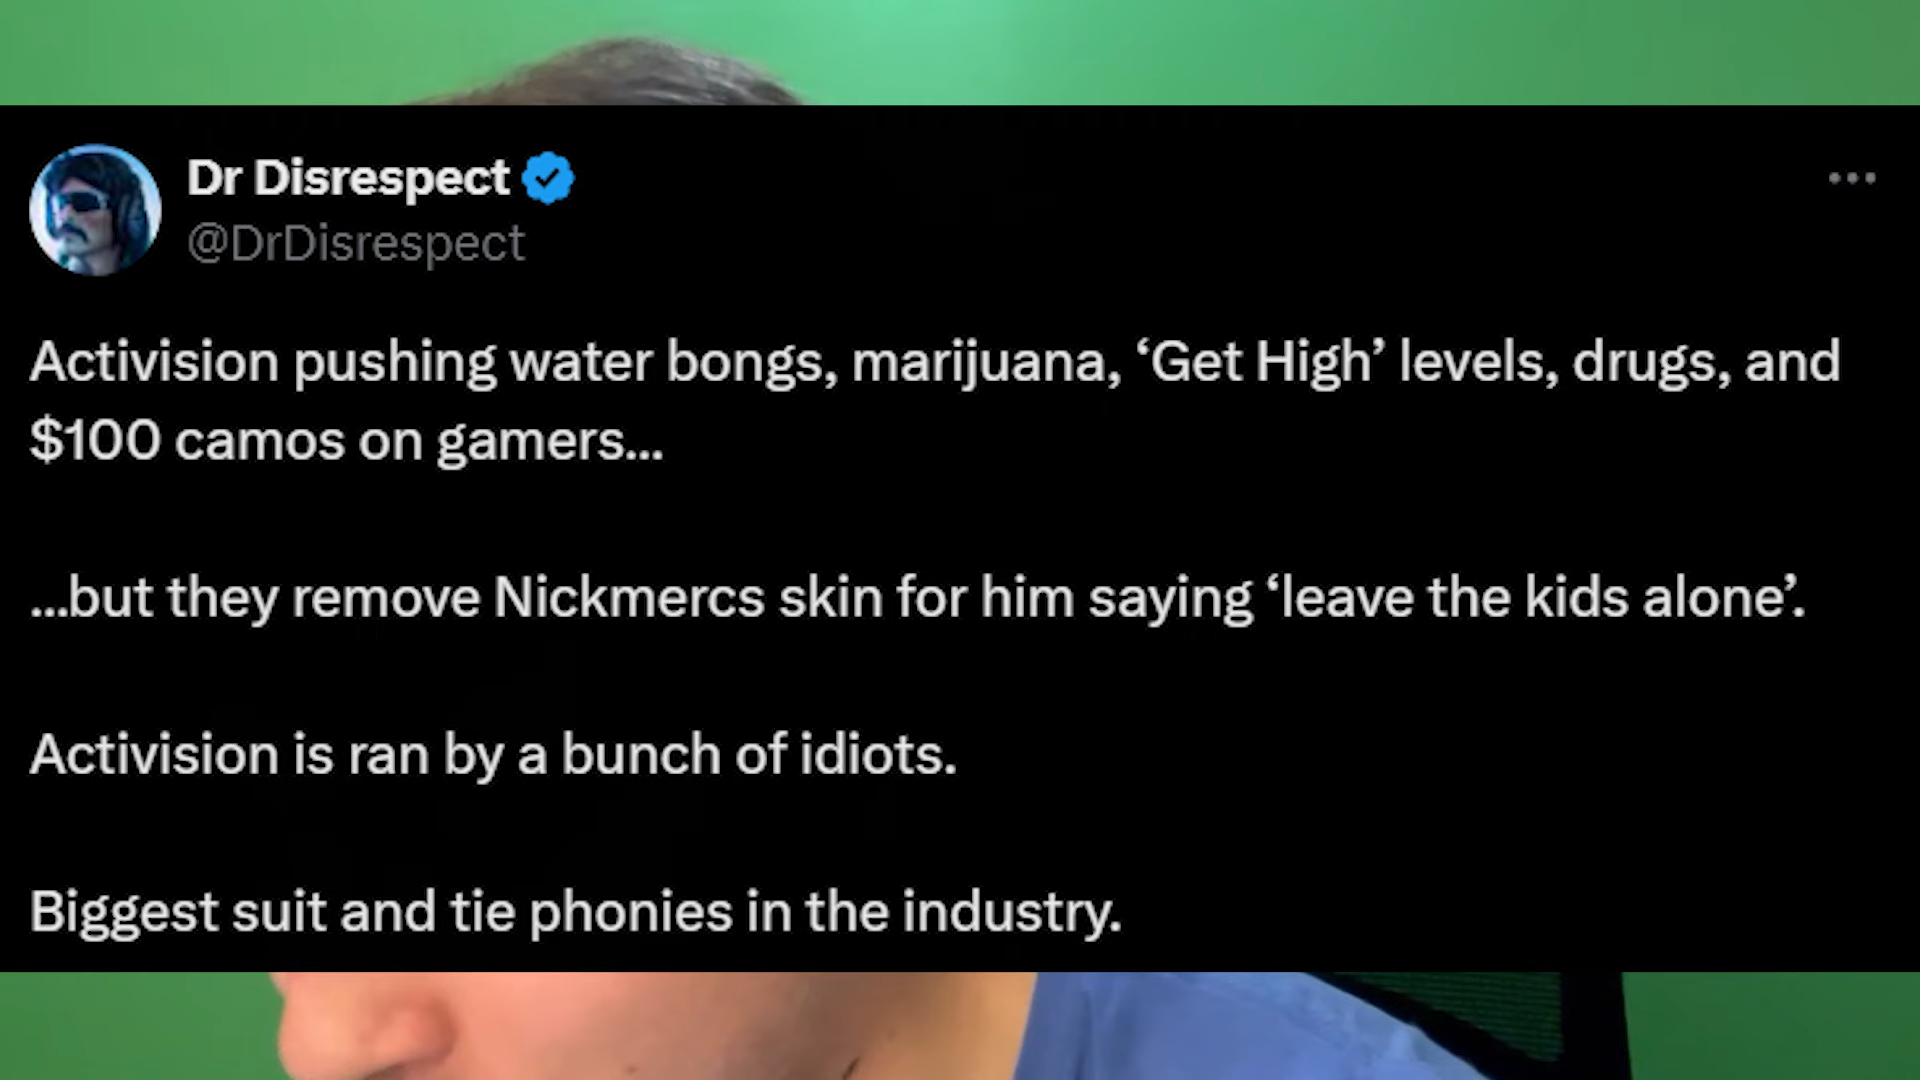 Dr Disrespect
@DrDisrespect
Activision pushing water bongs, marijuana, ‘Get High’ levels, drugs, and
$100 camos on gamers...
...but they remove Nickmercs skin for him saying ‘leave the kids alone’.
Activision is ran by a bunch of idiots.
Biggest suit and tie phonies in the industry.